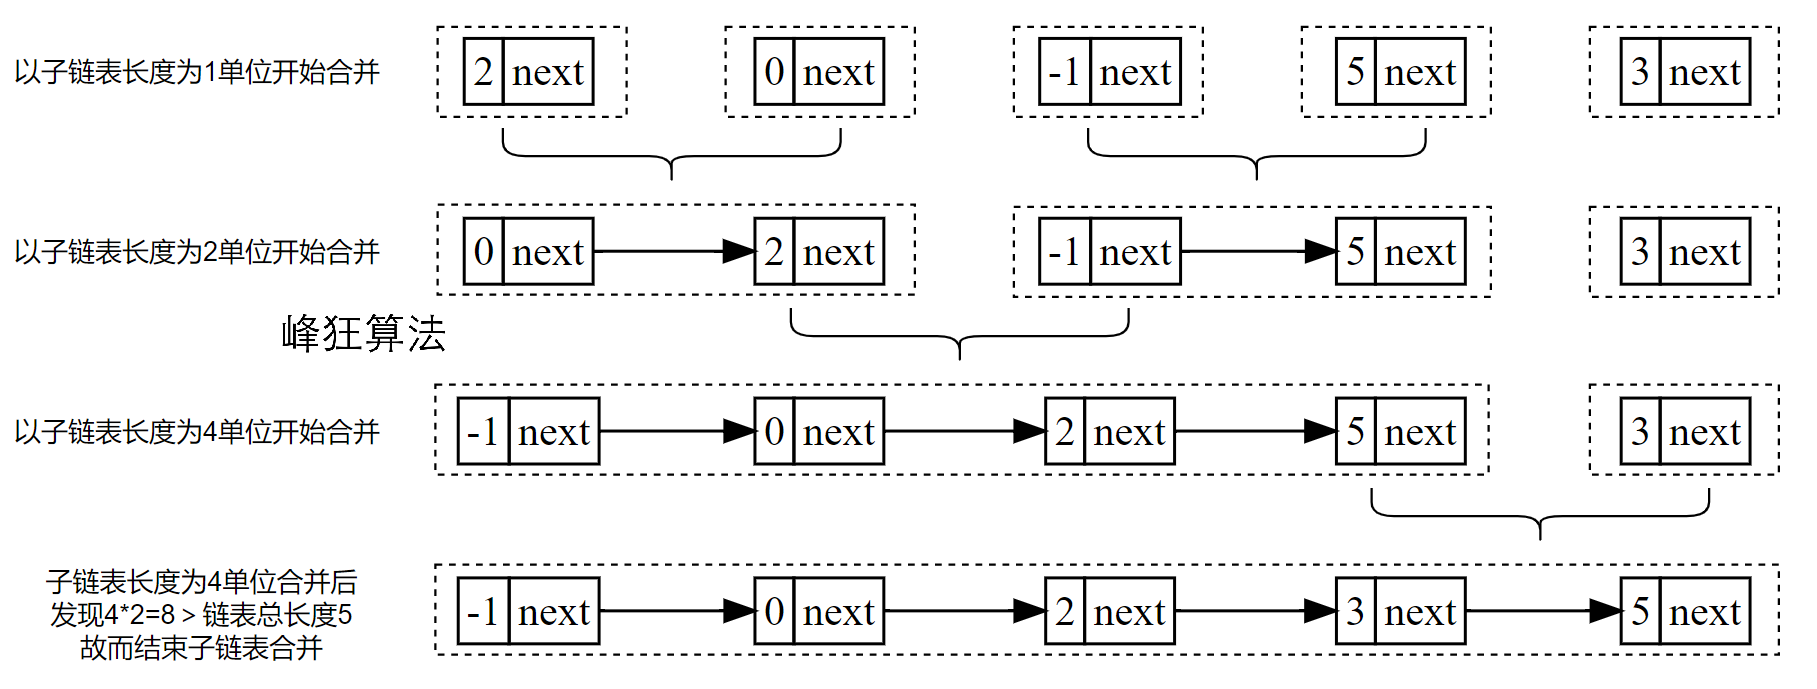 以子链表长度为1单位开始合并 2 next 0 next -1 next 5 next 3 next
以子链表长度为2单位开始合并 0 next 2 next -1 next 5 next 3 next
峰狂算法
以子链表长度为4单位开始合并 -1 next 0 next 2 next 5 next 3 next
子链表长度为4单位合并后
发现4*2=8＞链表总长度5
故而结束子链表合并
-1 next 0 next 2 next 3 next 5 next